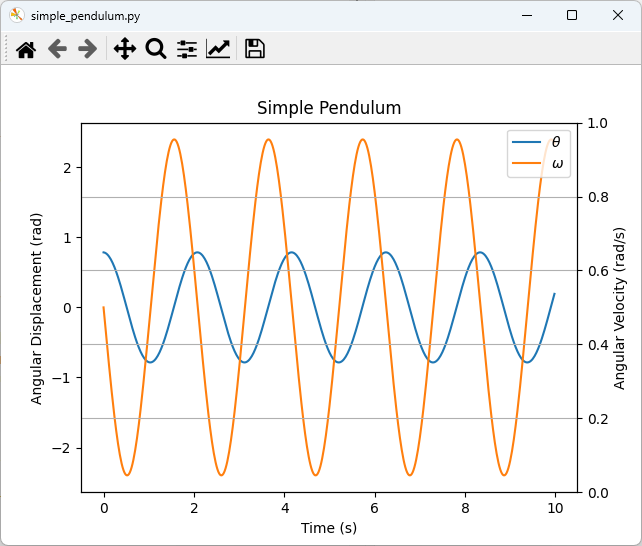 simple_pendulum.py
Simple Pendulum
θ
ω
Angular Displacement (rad)
2
1
0
−1
−2
Angular Velocity (rad/s)
1.0
0.8
0.6
0.4
0.2
0.0
0 2 4 6 8 10
Time (s)